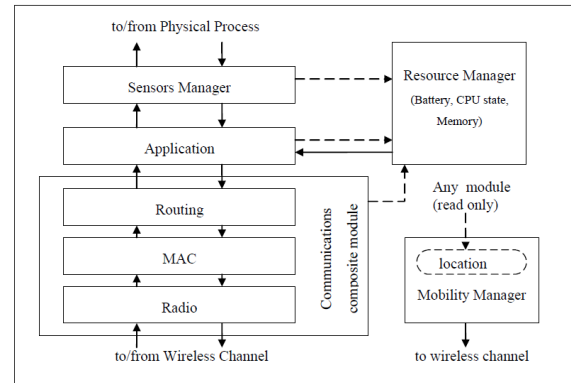 to/from Physical Process
Sensors Manager
Application
Routing
MAC
Radio
Communications
composite module
to/from Wireless Channel
Resource Manager
(Battery, CPU state,
Memory)
Any module
(read only)
location
Mobility Manager
to wireless channel